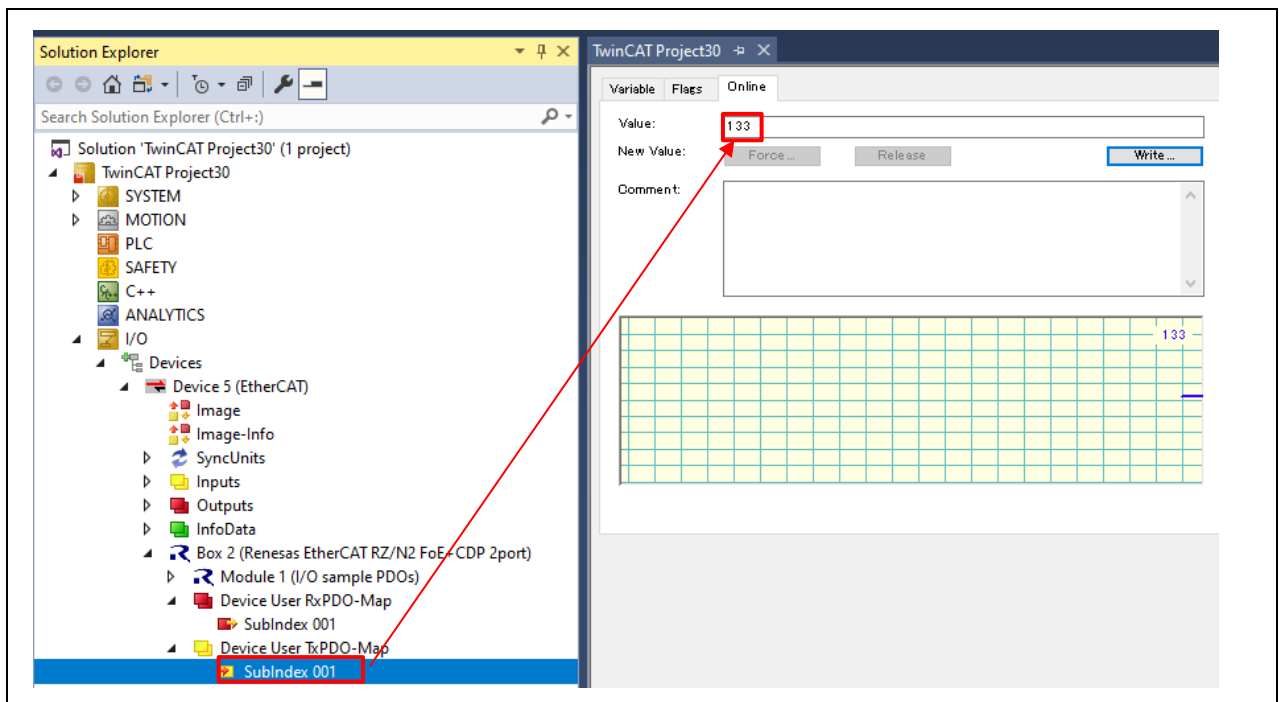 Solution Explorer
Search Solution Explorer (Ctrl+:)
Solution 'TwinCAT Project30' (1 project)
TwinCAT Project30
SYSTEM
MOTION
PLC
SAFETY
C++
ANALYTICS
I/O
Devices
Device 5 (EtherCAT)
Image
Image-Info
SyncUnits
Inputs
Outputs
InfoData
Box 2 (Renesas EtherCAT RZ/N2 FoE+CDP 2port)
Module 1 (I/O sample PDOs)
Device User RxPDO-Map
SubIndex 001
Device User TxPDO-Map
SubIndex 001
TwinCAT Project30
Variable Flags Online
Value: 133
New Value: Force... Release Write...
Comment:
133